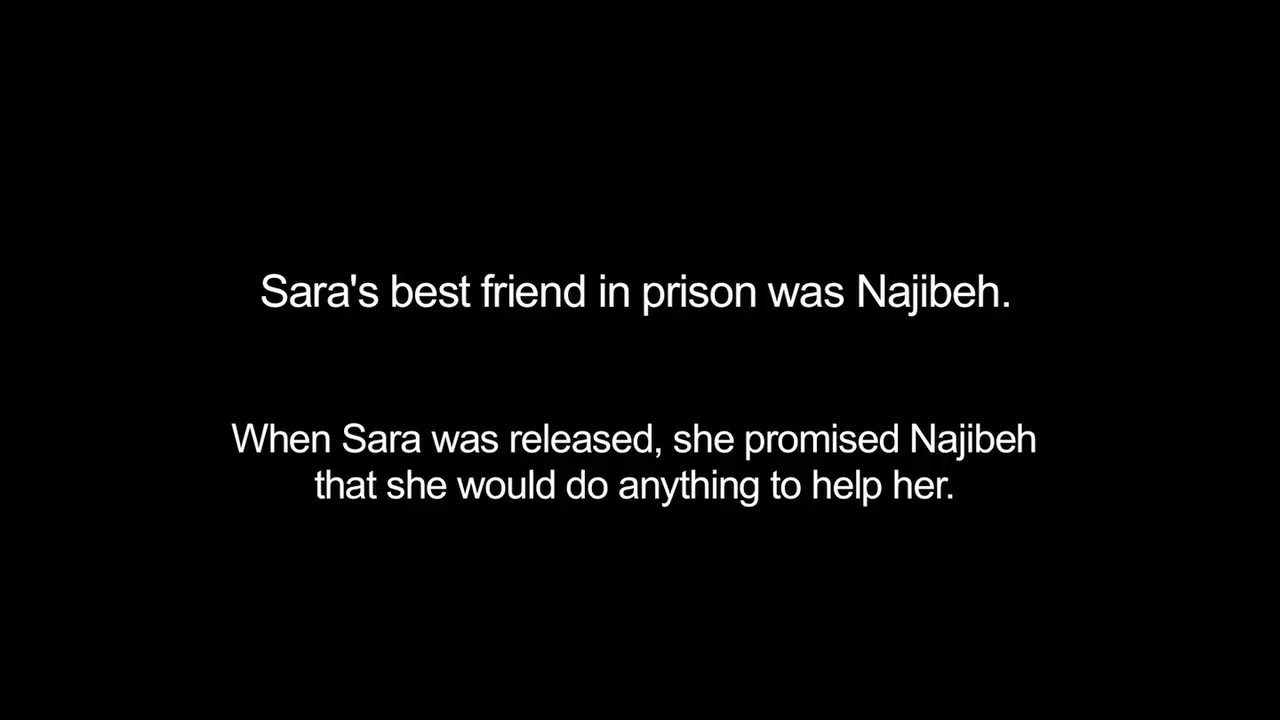 Sara's best friend in prison was Najibeh.
When Sara was released, she promised Najibeh
that she would do anything to help her.